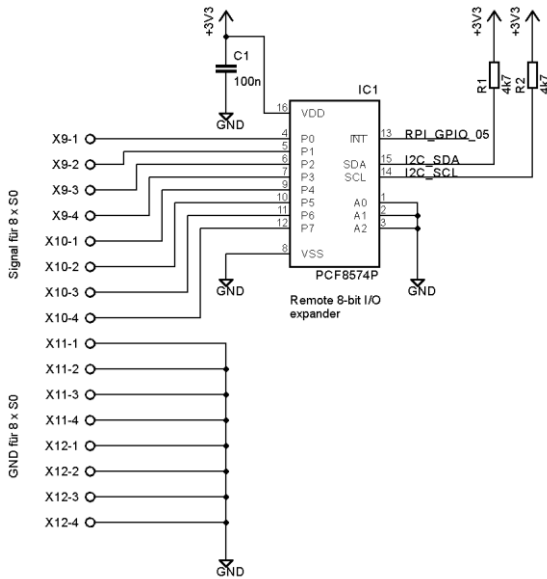 +3V3
+3V3
+3V3
C1
100n
R1
4k7
R2
4k7
GND
IC1
16
VDD
X9-1
4
P0
INT
13
RPI_GPIO_05
5
P1
X9-2
6
P2
SDA
15
I2C_SDA
X9-3
7
P3
SCL
14
I2C_SCL
X9-4
9
P4
X10-1
10
P5
A0
1
X10-2
11
P6
A1
2
X10-3
12
P7
A2
3
X10-4
8
VSS
GND
PCF8574P
GND
Remote 8-bit I/O
expander
Signal für 8 x S0
X11-1
X11-2
X11-3
X11-4
X12-1
X12-2
X12-3
X12-4
GND für 8 x S0
GND